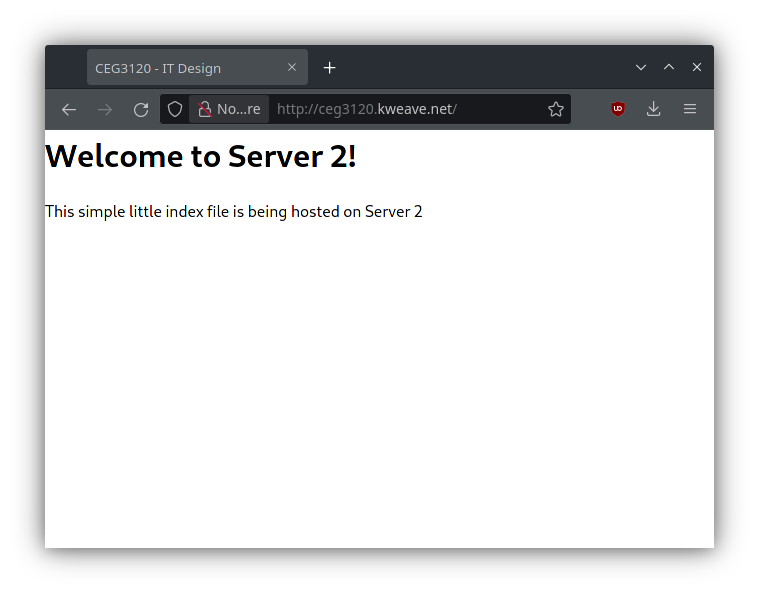 CEG3120 - IT Design
No...re http://ceg3120.kweave.net/
Welcome to Server 2!
This simple little index file is being hosted on Server 2